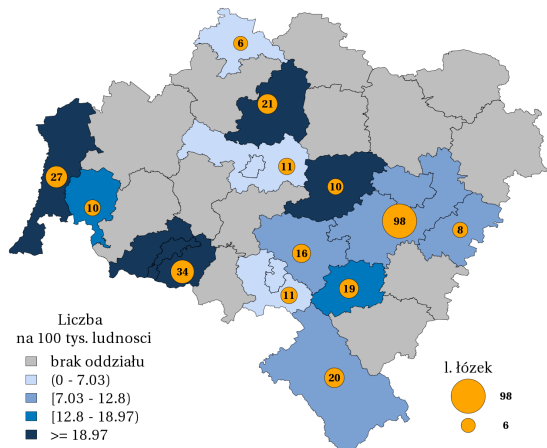 6
21
11
27
10
10
98
8
16
34
19
11
20
Liczba
na 100 tys. ludnosci
brak oddziału
(0 - 7.03)
[7.03 - 12.8)
[12.8 - 18.97)
>= 18.97
l. łózek
98
6